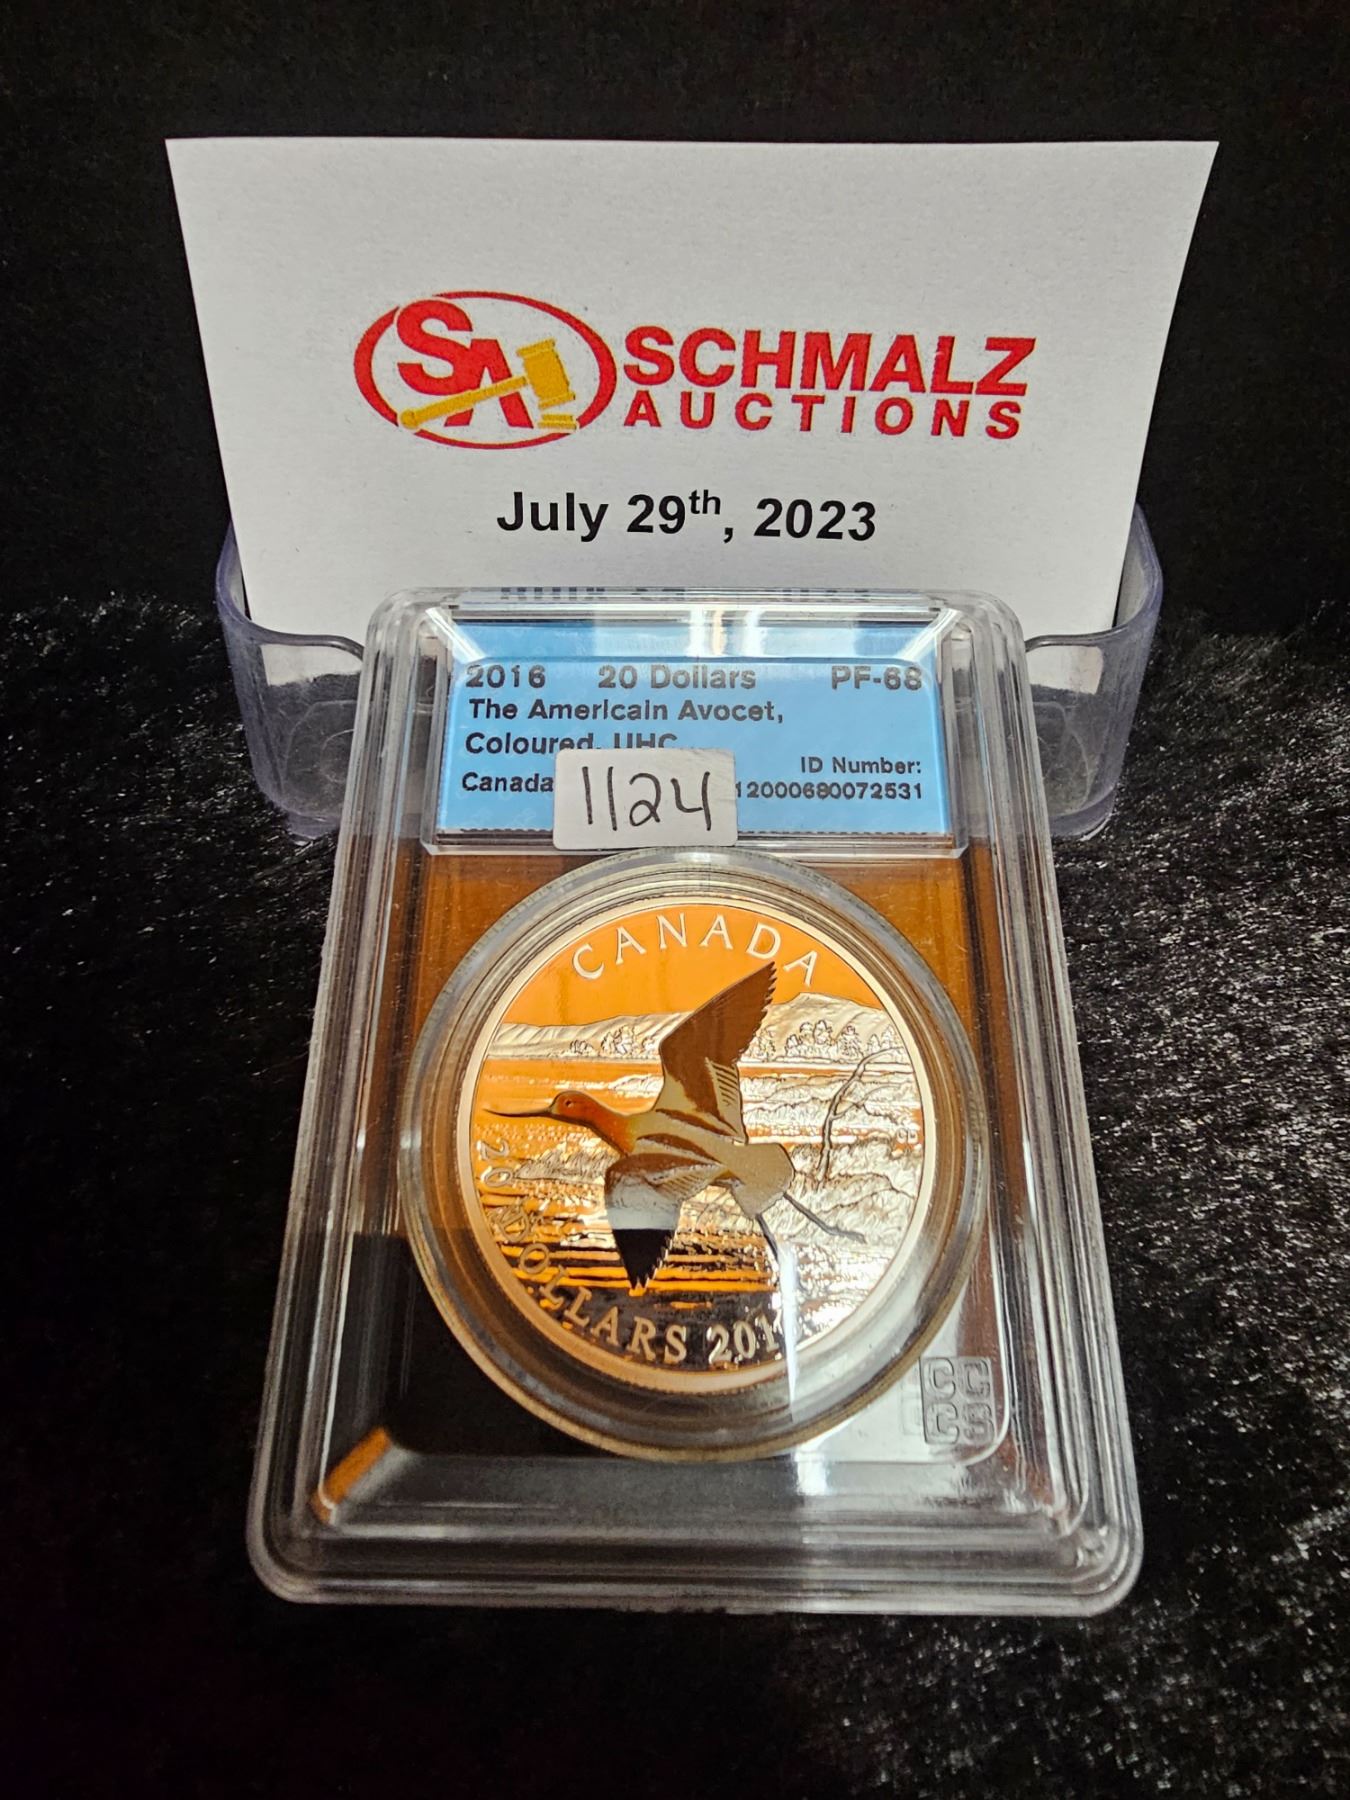 SA SCHMALZ
AUCTIONS
July 29th, 2023
2016 20 Dollars PF-68
The Americain Avocet,
Coloured, UHC
ID Number:
Canada 12000680072531
1124
CANADA
20 DOLLARS
CCCS